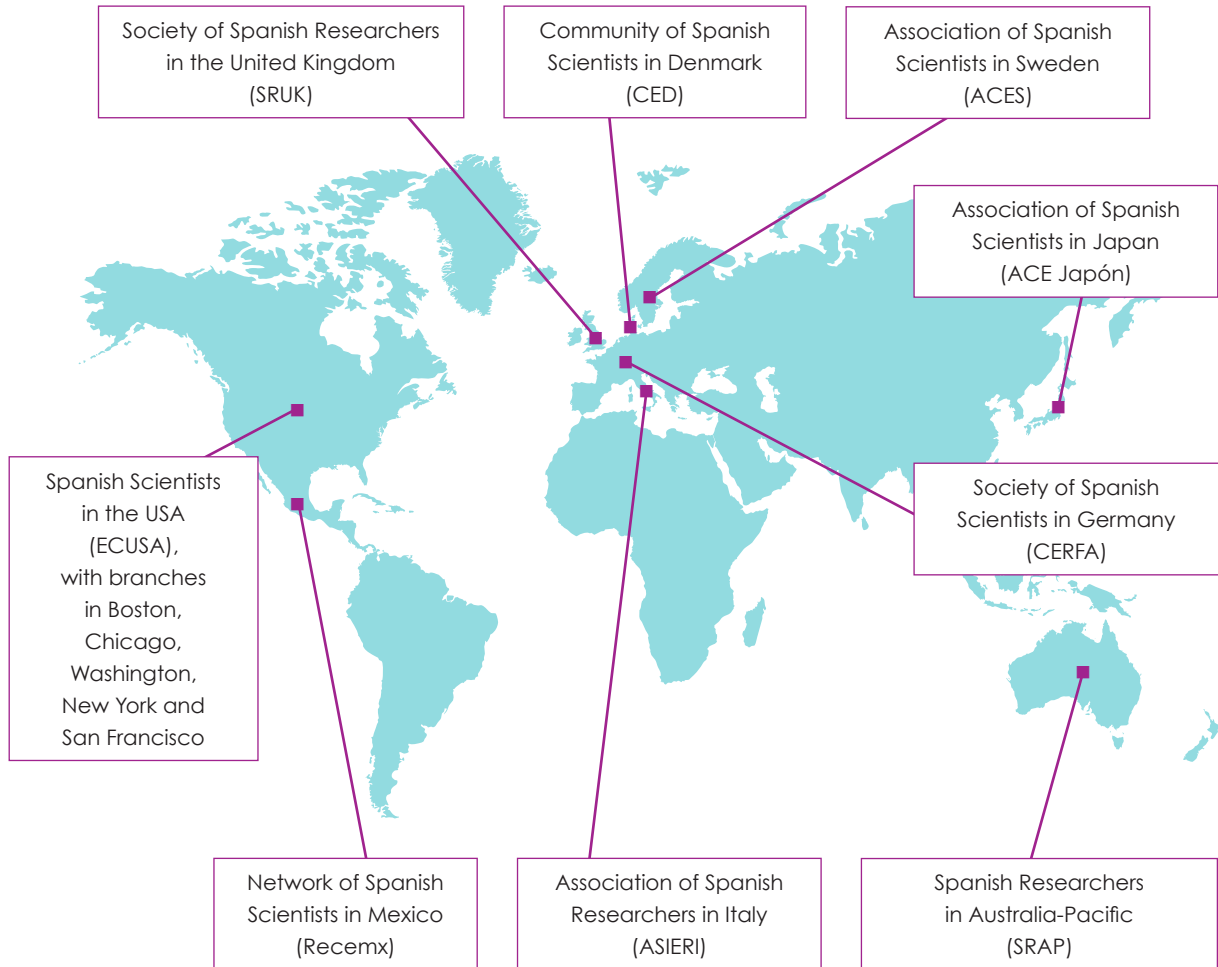 Society of Spanish Researchers
in the United Kingdom
(SRUK)
Community of Spanish
Scientists in Denmark
(CED)
Association of Spanish
Scientists in Sweden
(ACES)
Association of Spanish
Scientists in Japan
(ACE Japón)
Spanish Scientists
in the USA
(ECUSA),
with branches
in Boston,
Chicago,
Washington,
New York and
San Francisco
Society of Spanish
Scientists in Germany
(CERFA)
Network of Spanish
Scientists in Mexico
(Recemx)
Association of Spanish
Researchers in Italy
(ASIERI)
Spanish Researchers
in Australia-Pacific
(SRAP)